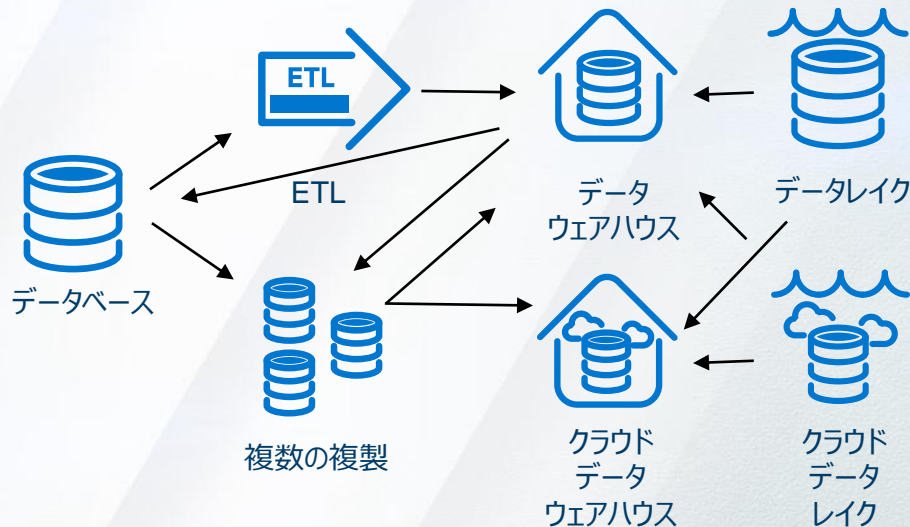 ETL
ETL
データ
ウェアハウス
データレイク
データベース
複数の複製
クラウド
データ
ウェアハウス
クラウド
データ
レイク